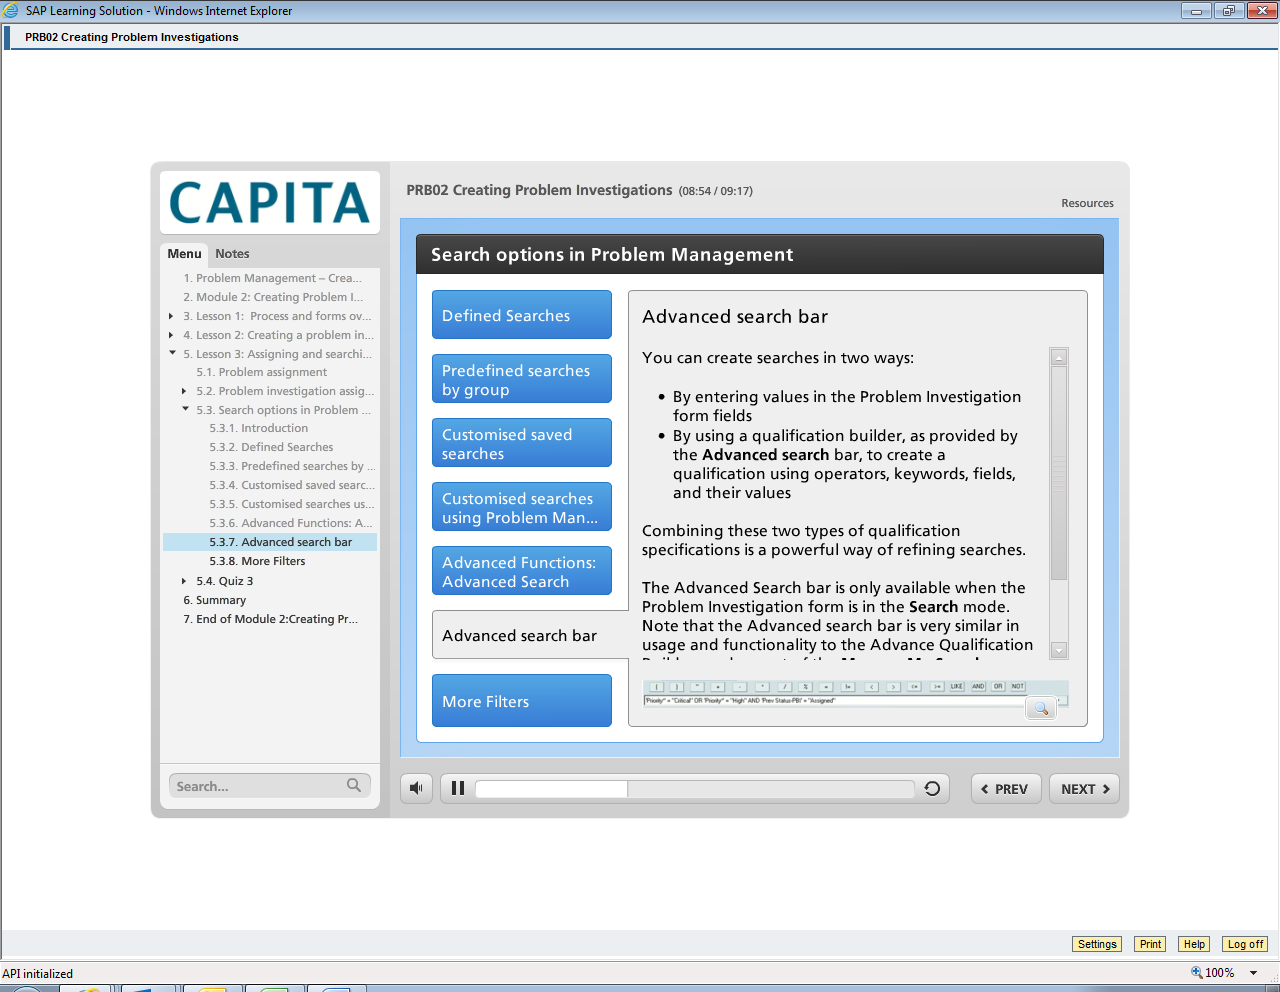 SAP Learning Solution - Windows Internet Explorer
PRB02 Creating Problem Investigations
CAPITA
PRB02 Creating Problem Investigations (08:54 / 09:17)
Resources
Menu
Notes
1. Problem Management – Crea...
2. Module 2: Creating Problem I...
3. Lesson 1: Process and forms ov...
4. Lesson 2: Creating a problem in...
5. Lesson 3: Assigning and searchi...
5.1. Problem assignment
5.2. Problem investigation assig...
5.3. Search options in Problem ...
5.3.1. Introduction
5.3.2. Defined Searches
5.3.3. Predefined searches by ...
5.3.4. Customised saved searc...
5.3.5. Customised searches us...
5.3.6. Advanced Functions: A...
5.3.7. Advanced search bar
5.3.8. More Filters
5.4. Quiz 3
6. Summary
7. End of Module 2:Creating Pr...
Search...
Search options in Problem Management
Defined Searches
Predefined searches
by group
Customised saved
searches
Customised searches
using Problem Man...
Advanced Functions:
Advanced Search
Advanced search bar
More Filters
Advanced search bar
You can create searches in two ways:
• By entering values in the Problem Investigation
form fields
• By using a qualification builder, as provided by
the Advanced search bar, to create a
qualification using operators, keywords, fields,
and their values
Combining these two types of qualification
specifications is a powerful way of refining searches.
The Advanced Search bar is only available when the
Problem Investigation form is in the Search mode.
Note that the Advanced search bar is very similar in
usage and functionality to the Advance Qualification
( ) " + - * / % = != < > <= >= LIKE AND OR NOT
'Priority*' = "Critical" OR 'Priority*' = "High" AND 'Prev Status-PBI' = "Assigned"
PREV
NEXT
Settings
Print
Help
Log off
API initialized
100%